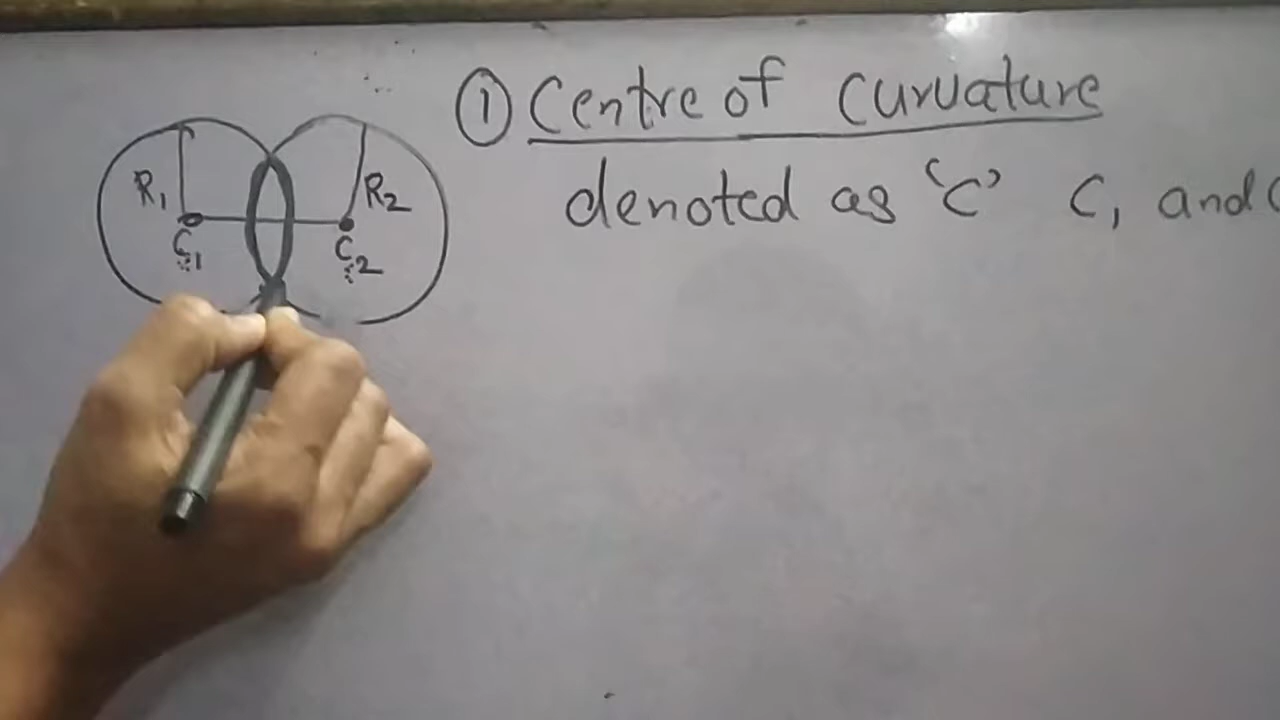 ① Centre of Curvature
denoted as 'C' C₁ and
R₁
R₂
C₁
C₂